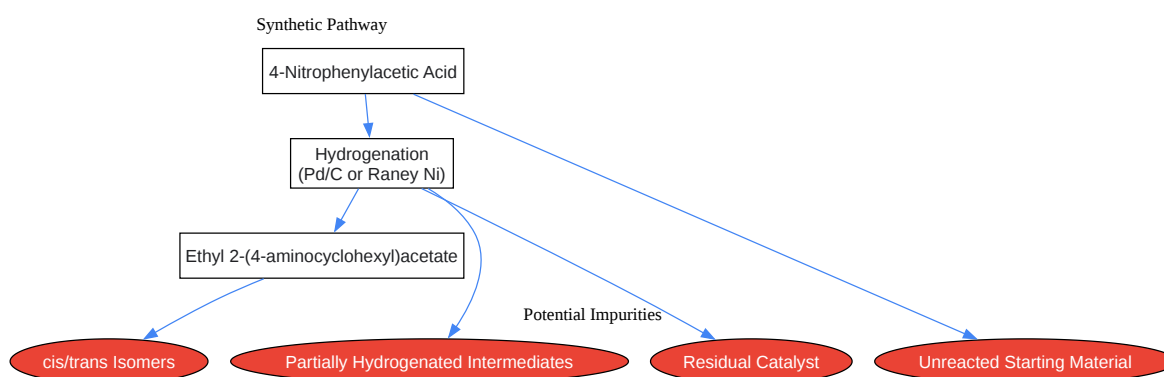 Synthetic Pathway
4-Nitrophenylacetic Acid
Hydrogenation
(Pd/C or Raney Ni)
Ethyl 2-(4-aminocyclohexyl)acetate
Potential Impurities
cis/trans Isomers
Partially Hydrogenated Intermediates
Residual Catalyst
Unreacted Starting Material